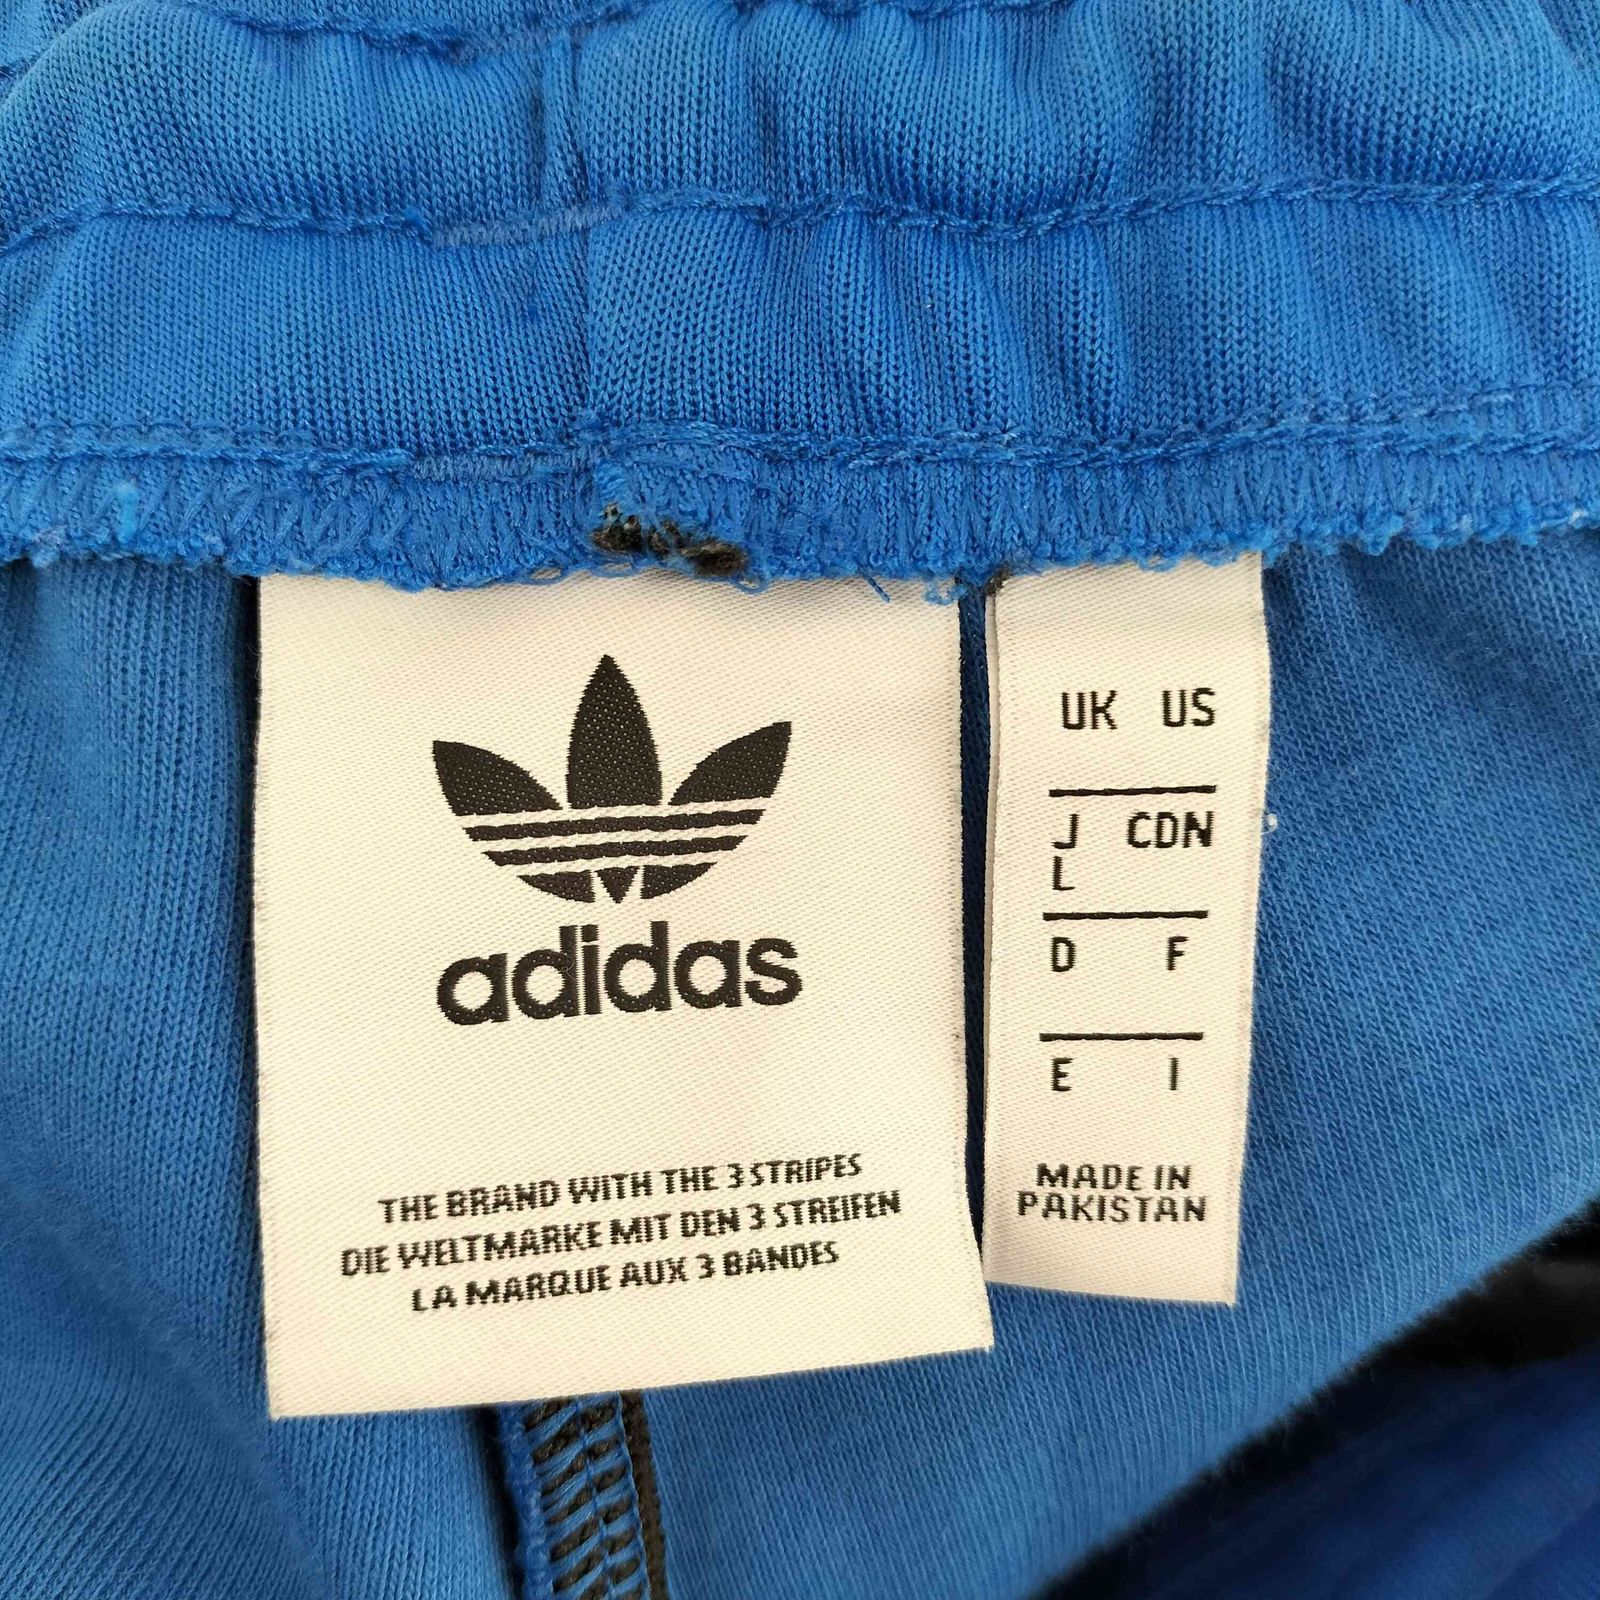 adidas
THE BRAND WITH THE 3 STRIPES
DIE WELTMARKE MIT DEN 3 STREIFEN
LA MARQUE AUX 3 BANDES
UK US
J CDN
L
D F
E I
MADE IN
PAKISTAN